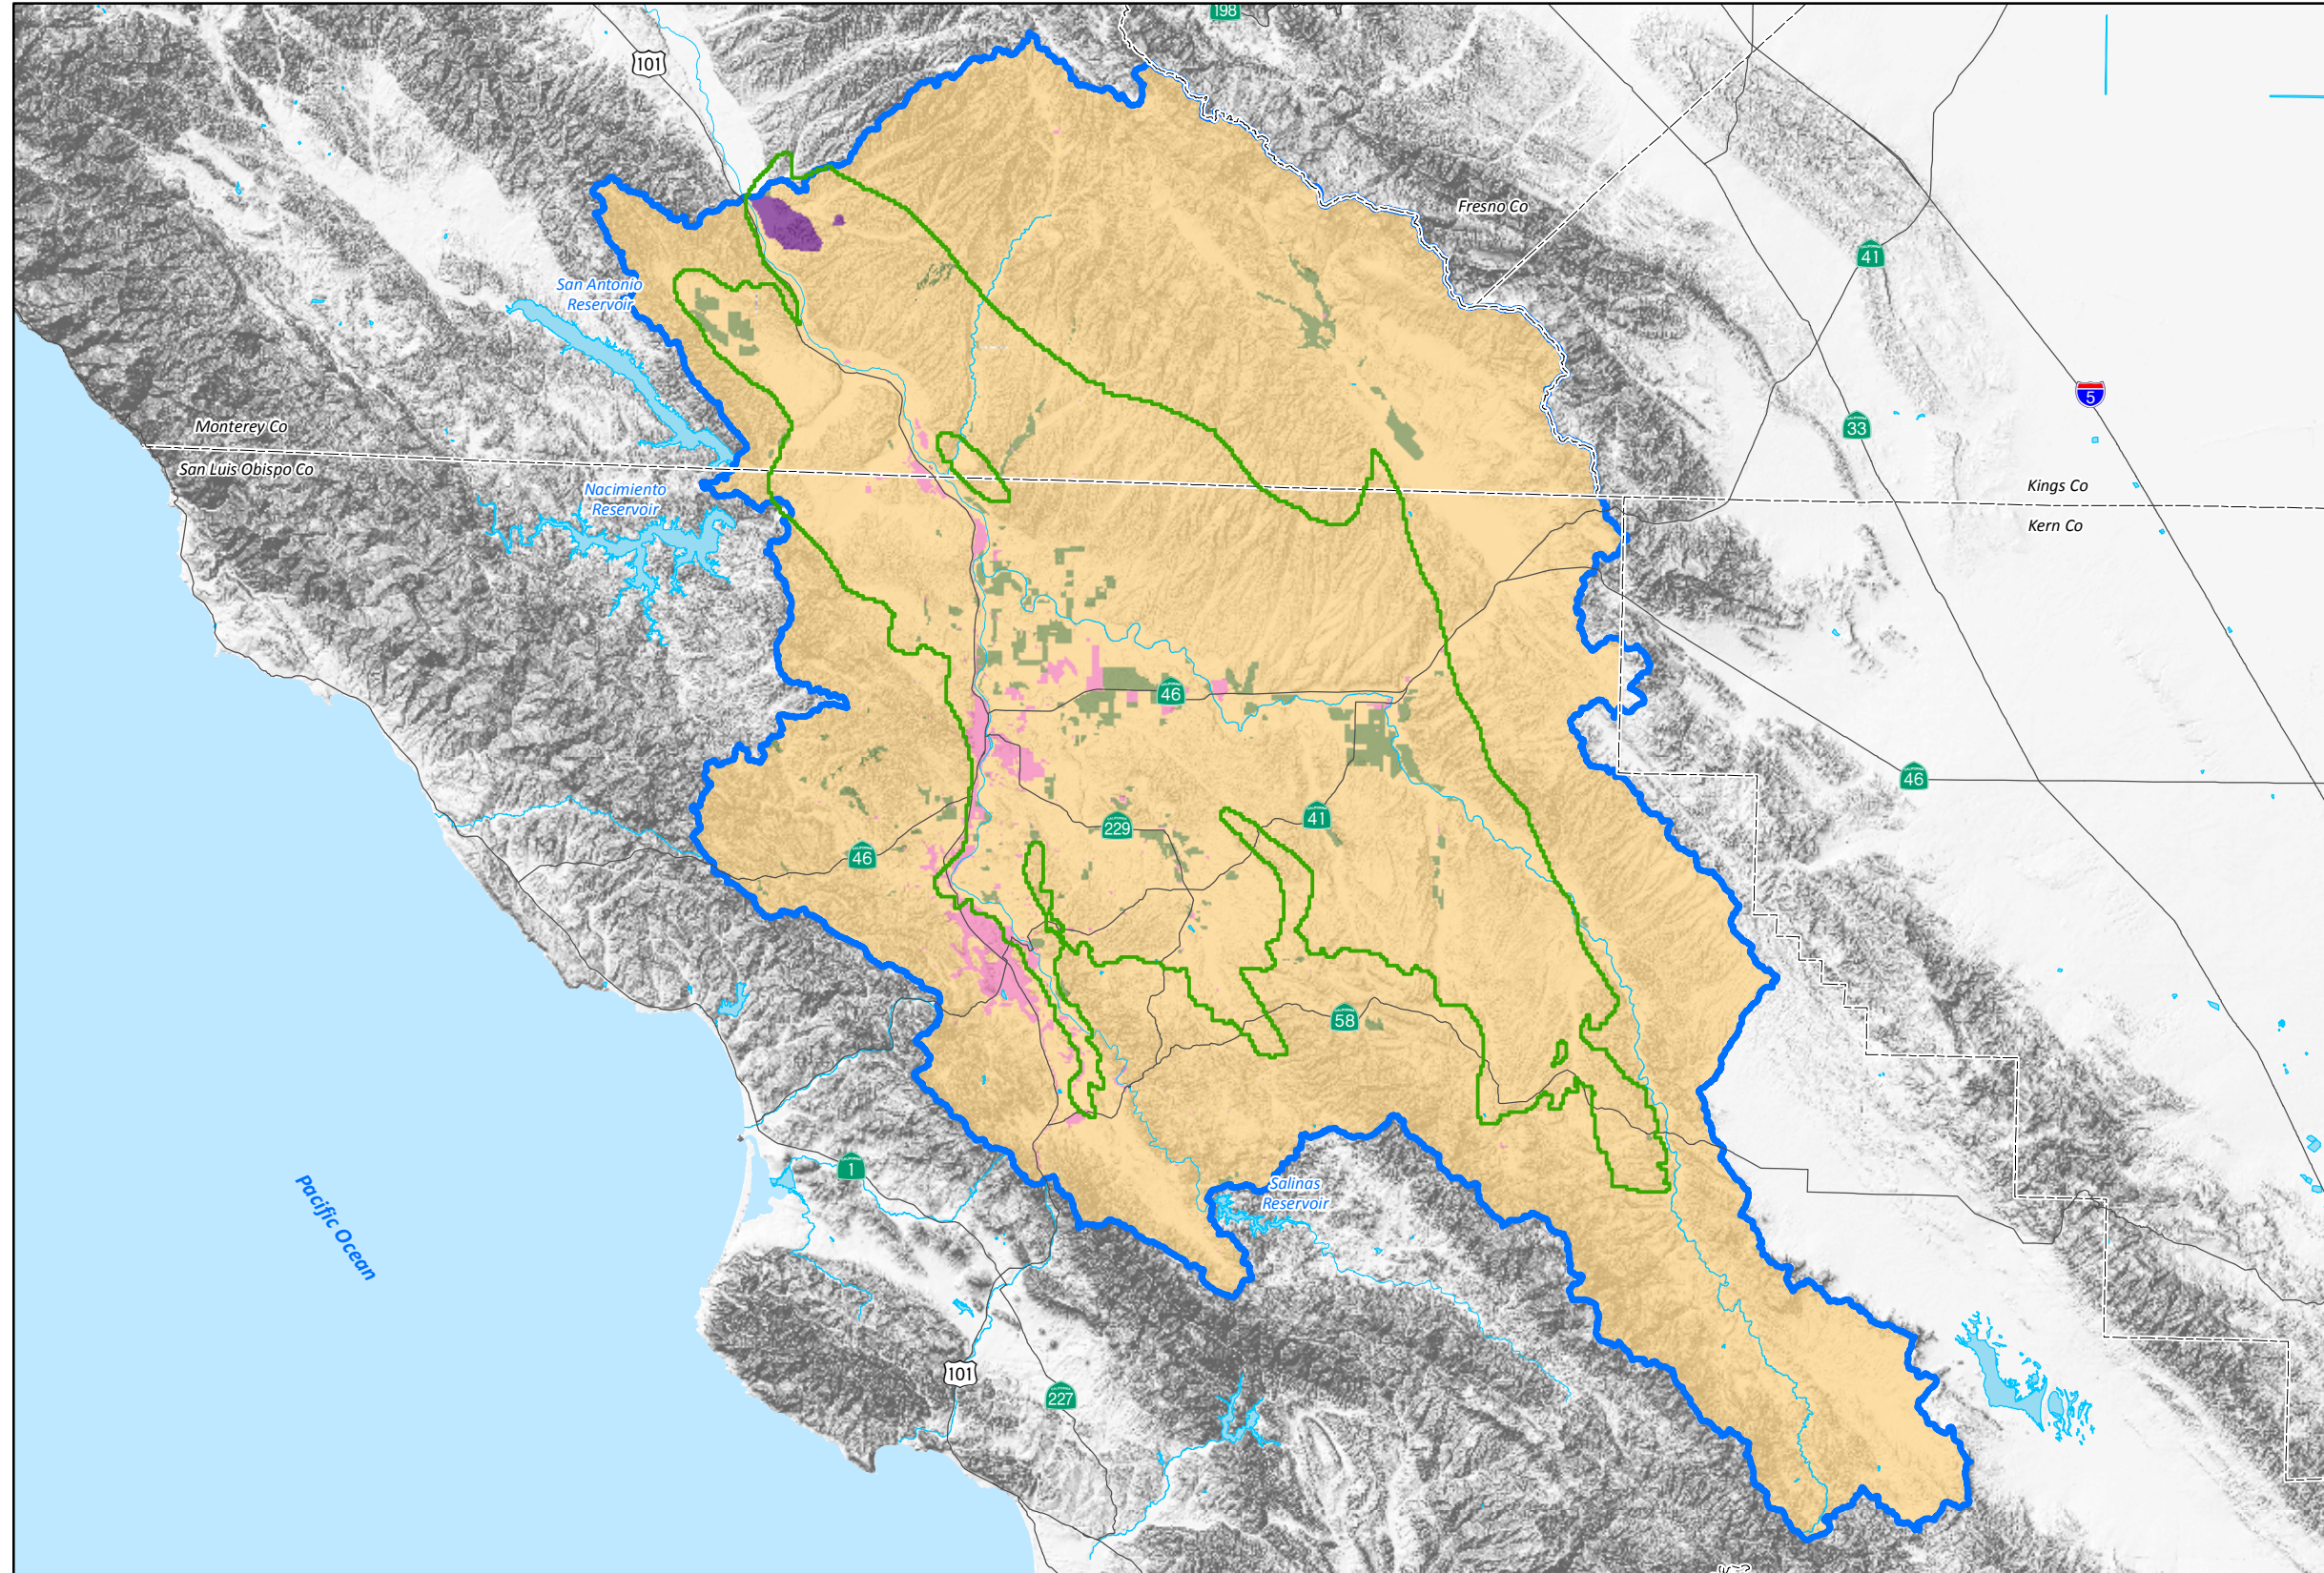 198
101
Fresno Co
41
San Antonio
Reservoir
5
33
Monterey Co
San Luis Obispo Co
Nacimiento
Reservoir
Kings Co
Kern Co
46
46
41
229
46
58
1
Salinas
Reservoir
Pacific Ocean
101
227